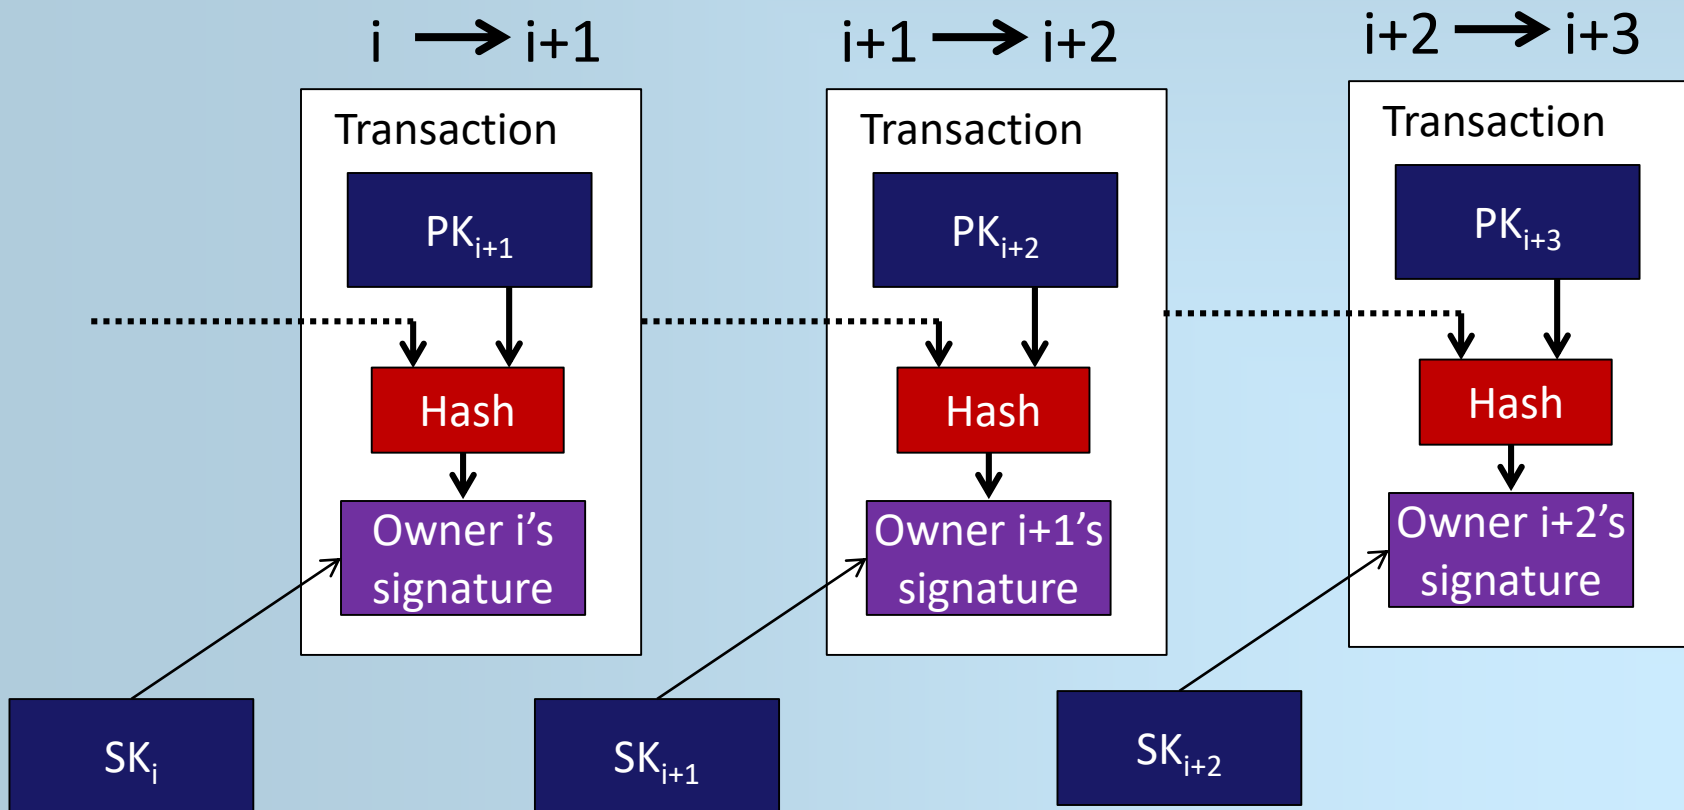 i → i+1
i+1 → i+2
i+2 → i+3
Transaction
PKi+1
Hash
Owner i’s
signature
SKi
Transaction
PKi+2
Hash
Owner i+1’s
signature
SKi+1
Transaction
PKi+3
Hash
Owner i+2’s
signature
SKi+2